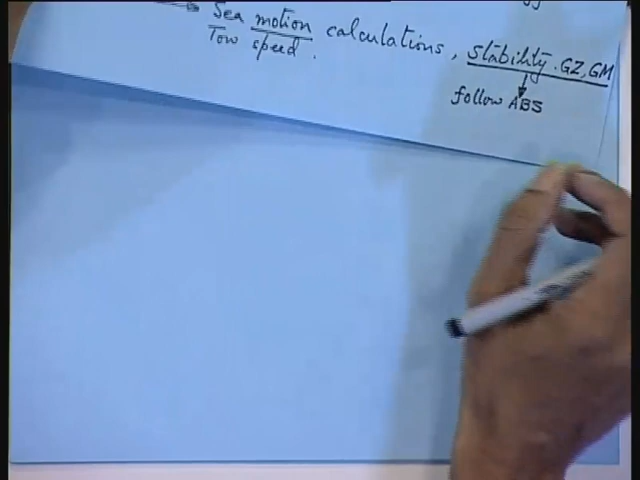 Sea motion calculations, Stability. GZ, GM
Tow speed.
follow ABS